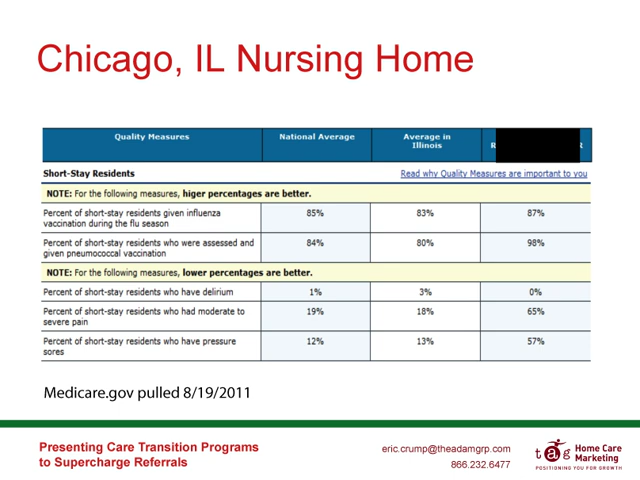 Chicago, IL Nursing Home
Quality Measures National Average Average in Illinois R R
Short-Stay Residents Read why Quality Measures are important to you
NOTE: For the following measures, higer percentages are better.
Percent of short-stay residents given influenza
vaccination during the flu season 85% 83% 87%
Percent of short-stay residents who were assessed and
given pneumococcal vaccination 84% 80% 98%
NOTE: For the following measures, lower percentages are better.
Percent of short-stay residents who have delirium 1% 3% 0%
Percent of short-stay residents who had moderate to
severe pain 19% 18% 65%
Percent of short-stay residents who have pressure
sores 12% 13% 57%
Medicare.gov pulled 8/19/2011
Presenting Care Transition Programs
to Supercharge Referrals
eric.crump@theadamgrp.com
866.232.6477
tag Home Care
Marketing
POSITIONING YOU FOR GROWTH